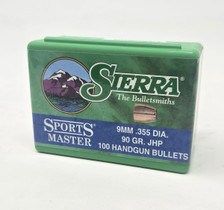 SIERRA
The Bulletsmiths
SPORTS
MASTER
9MM .355 DIA.
90 GR. JHP
100 HANDGUN BULLETS